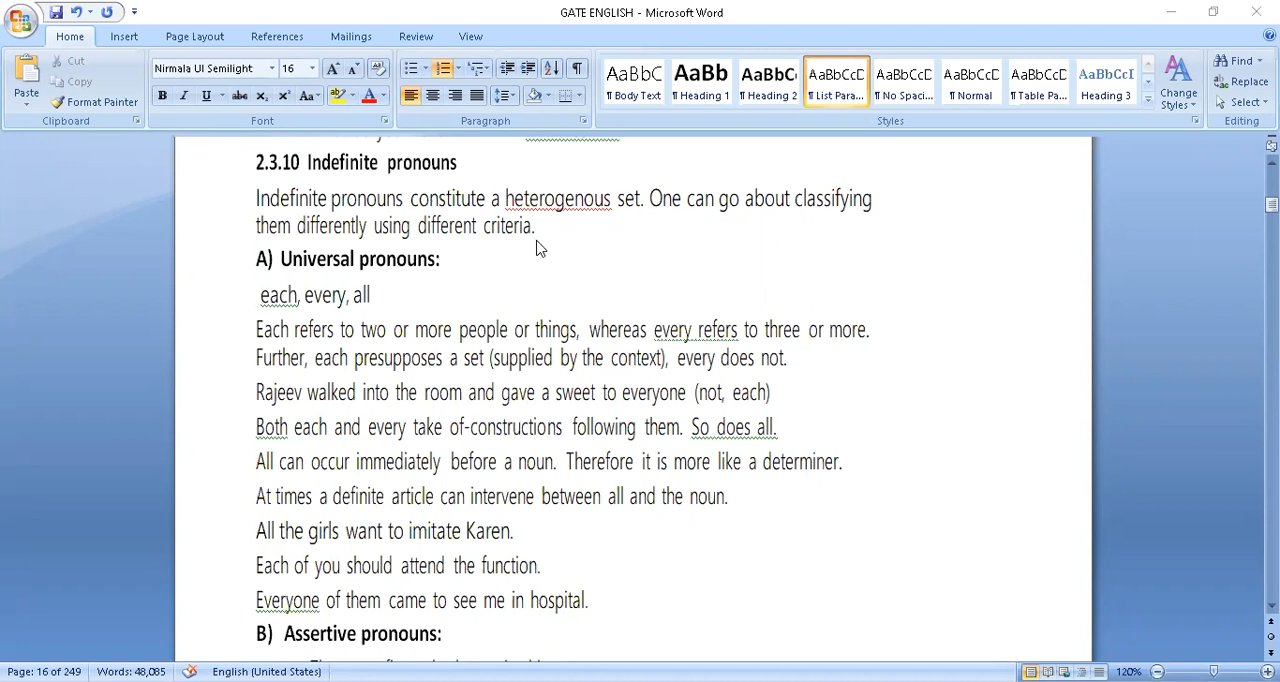 GATE ENGLISH - Microsoft Word
Home Insert Page Layout References Mailings Review View
Paste
Cut
Copy
Format Painter
Clipboard
Nirmala UI Semilight 16
Font
Paragraph
AaBbC AaBb AaBbC AaBbCcD AaBbCcD AaBbCcD AaBbCcD AaBbCcI
¶ Body Text ¶ Heading 1 ¶ Heading 2 ¶ List Para... ¶ No Spaci... ¶ Normal ¶ Table Pa... ¶ Heading 3
Styles
Change Styles
Find
Replace
Select
Editing
2.3.10 Indefinite pronouns
Indefinite pronouns constitute a heterogenous set. One can go about classifying
them differently using different criteria.
A) Universal pronouns:
each, every, all
Each refers to two or more people or things, whereas every refers to three or more.
Further, each presupposes a set (supplied by the context), every does not.
Rajeev walked into the room and gave a sweet to everyone (not, each)
Both each and every take of-constructions following them. So does all.
All can occur immediately before a noun. Therefore it is more like a determiner.
At times a definite article can intervene between all and the noun.
All the girls want to imitate Karen.
Each of you should attend the function.
Everyone of them came to see me in hospital.
B) Assertive pronouns:
Page: 16 of 249 Words: 48,085 English (United States) 120%